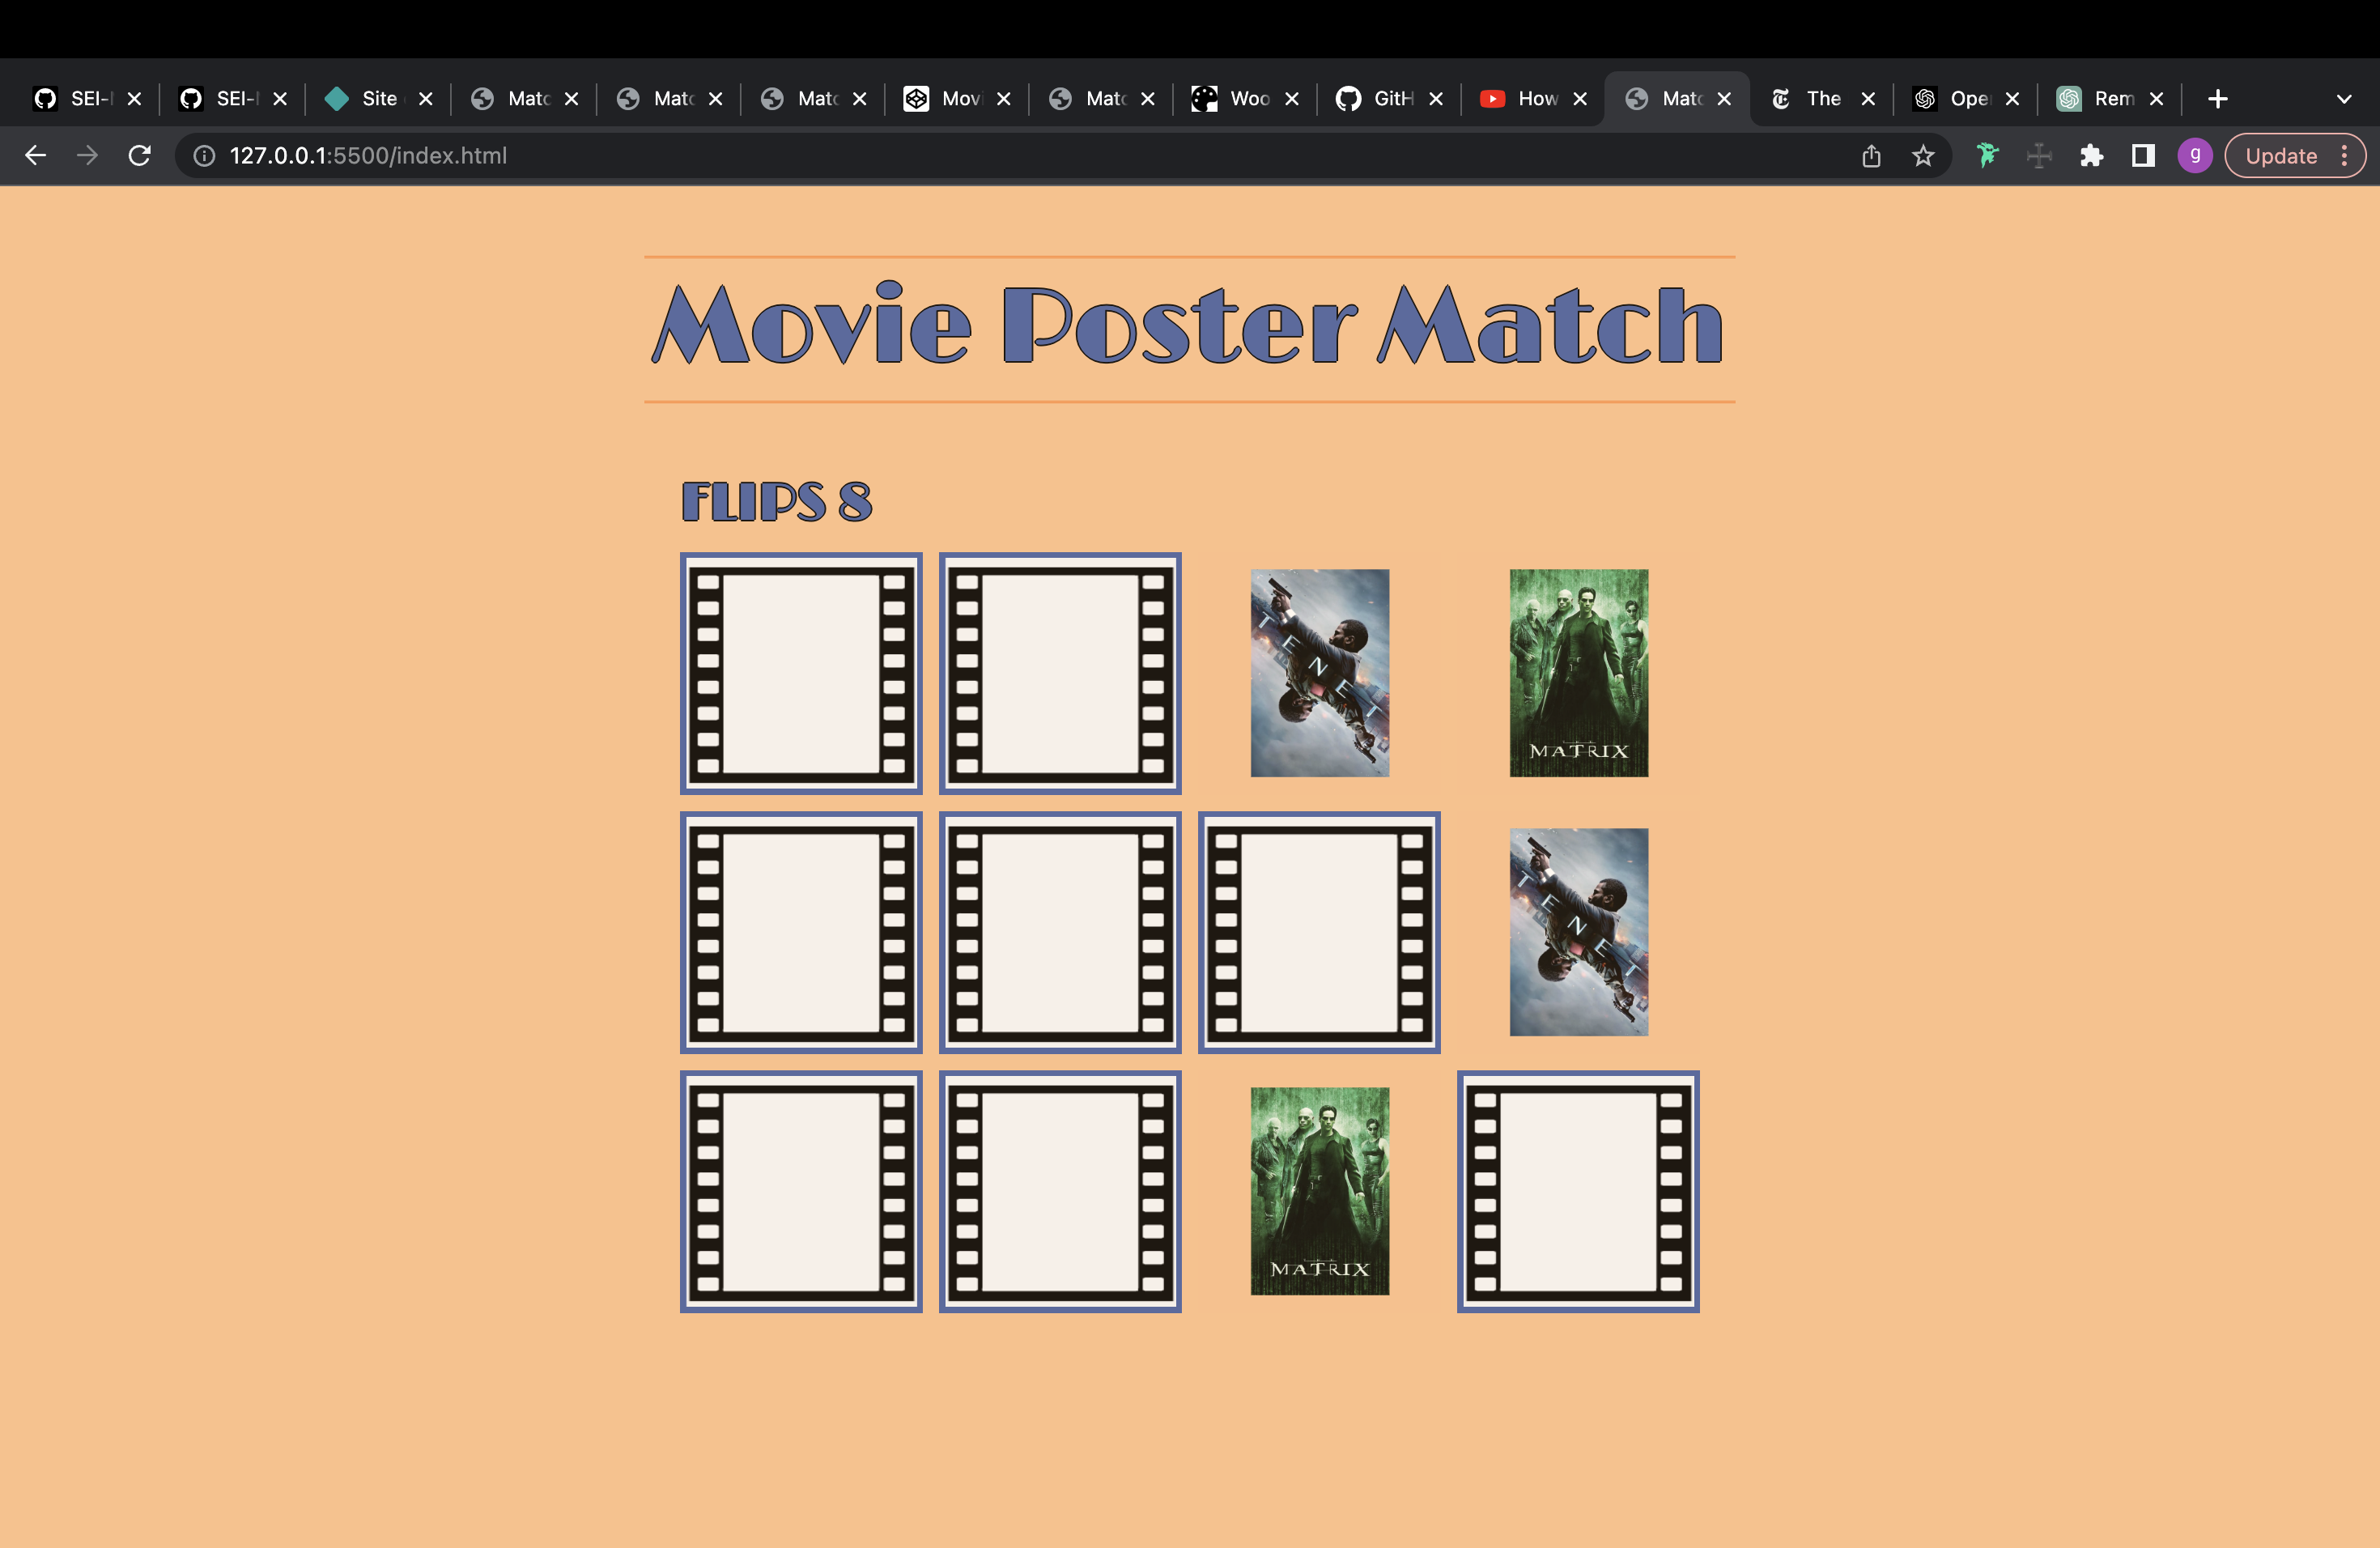 SEI- SEI- Site Matc Matc Matc Mov Matc Woo GitH How Matc The Ope Rem
127.0.0.1:5500/index.html g Update
Movie Poster Match
FLIPS 8
TENET
MATRIX
TENET
MATRIX